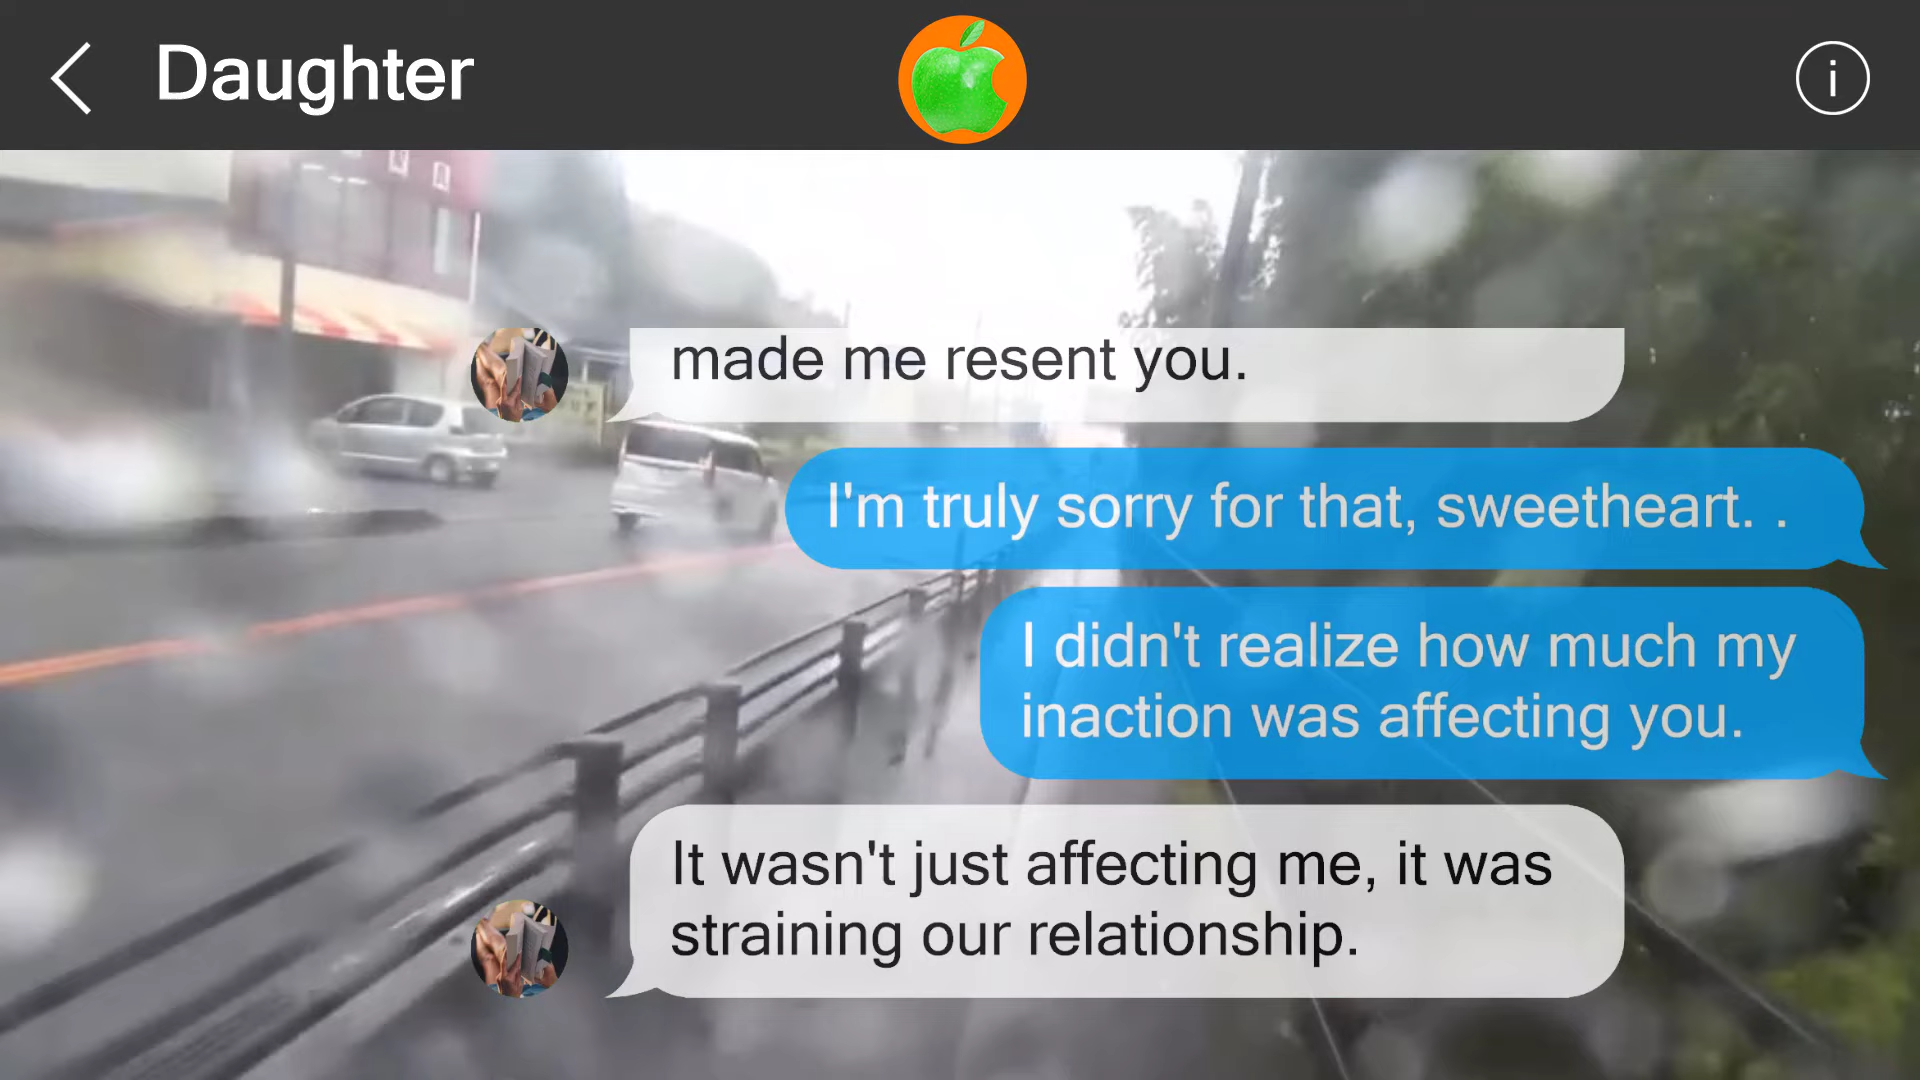 Daughter
made me resent you.
I'm truly sorry for that, sweetheart. .
I didn't realize how much my
inaction was affecting you.
It wasn't just affecting me, it was
straining our relationship.